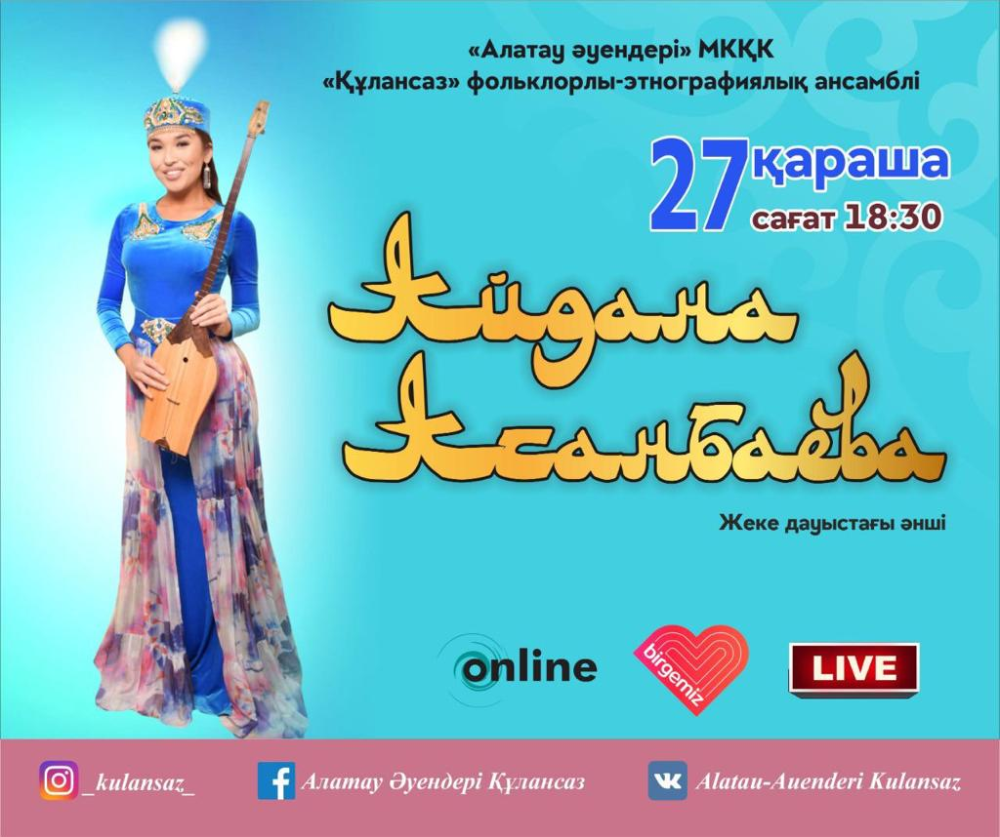 «Алатау әуендері» МКҚК
«Құлансаз» фольклорлы-этнографиялық ансамблі
27 қараша
сағат 18:30
Айдана
Асанбаева
Жеке дауыстағы әнші
online
birgemiz
LIVE
_kulansaz_
Алатау Әуендері Құлансаз
Alatau-Auenderi Kulansaz